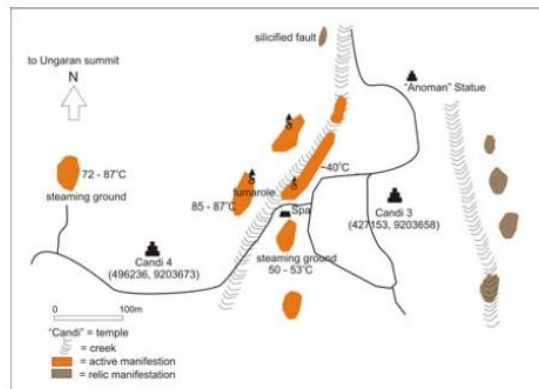 silicified fault
to Ungaran summit
N
"Anoman" Statue
72 - 87°C
steaming ground
~40°C
fumarole
85 - 87°C
Spa
Candi 3
(427153, 9203658)
Candi 4
(496236, 9203673)
steaming ground
50 - 53°C
0 100m
"Candi" = temple
= creek
= active manifestion
= relic manifestation